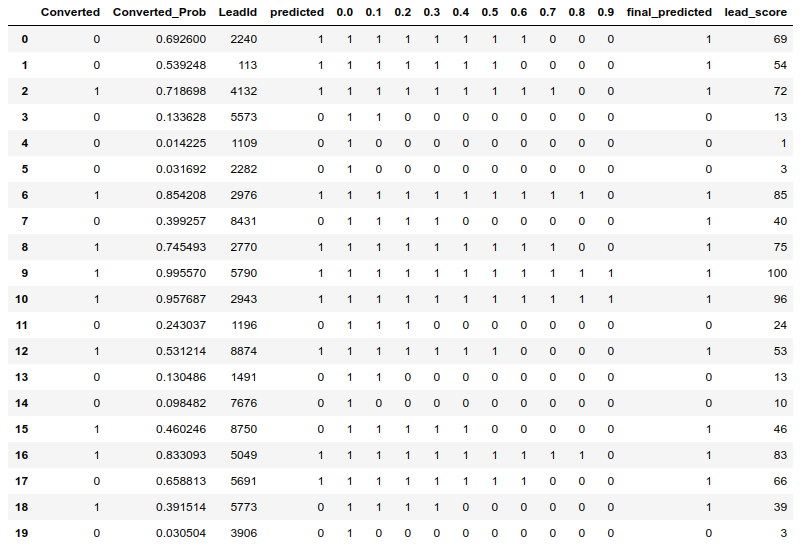 Converted Converted_Prob LeadId predicted 0.0 0.1 0.2 0.3 0.4 0.5 0.6 0.7 0.8 0.9 final_predicted lead_score
0 0 0.692600 2240 1 1 1 1 1 1 1 1 0 0 0 1 69
1 0 0.539248 113 1 1 1 1 1 1 1 0 0 0 0 1 54
2 1 0.718698 4132 1 1 1 1 1 1 1 1 1 0 0 1 72
3 0 0.133628 5573 0 1 1 0 0 0 0 0 0 0 0 0 13
4 0 0.014225 1109 0 1 0 0 0 0 0 0 0 0 0 0 1
5 0 0.031692 2282 0 1 0 0 0 0 0 0 0 0 0 0 3
6 1 0.854208 2976 1 1 1 1 1 1 1 1 1 1 0 1 85
7 0 0.399257 8431 0 1 1 1 1 0 0 0 0 0 0 1 40
8 1 0.745493 2770 1 1 1 1 1 1 1 1 1 0 0 1 75
9 1 0.995570 5790 1 1 1 1 1 1 1 1 1 1 1 1 100
10 1 0.957687 2943 1 1 1 1 1 1 1 1 1 1 1 1 96
11 0 0.243037 1196 0 1 1 1 0 0 0 0 0 0 0 0 24
12 1 0.531214 8874 1 1 1 1 1 1 1 0 0 0 0 1 53
13 0 0.130486 1491 0 1 1 0 0 0 0 0 0 0 0 0 13
14 0 0.098482 7676 0 1 0 0 0 0 0 0 0 0 0 0 10
15 1 0.460246 8750 0 1 1 1 1 1 0 0 0 0 0 1 46
16 1 0.833093 5049 1 1 1 1 1 1 1 1 1 1 0 1 83
17 0 0.658813 5691 1 1 1 1 1 1 1 1 0 0 0 1 66
18 1 0.391514 5773 0 1 1 1 1 0 0 0 0 0 0 1 39
19 0 0.030504 3906 0 1 0 0 0 0 0 0 0 0 0 0 3